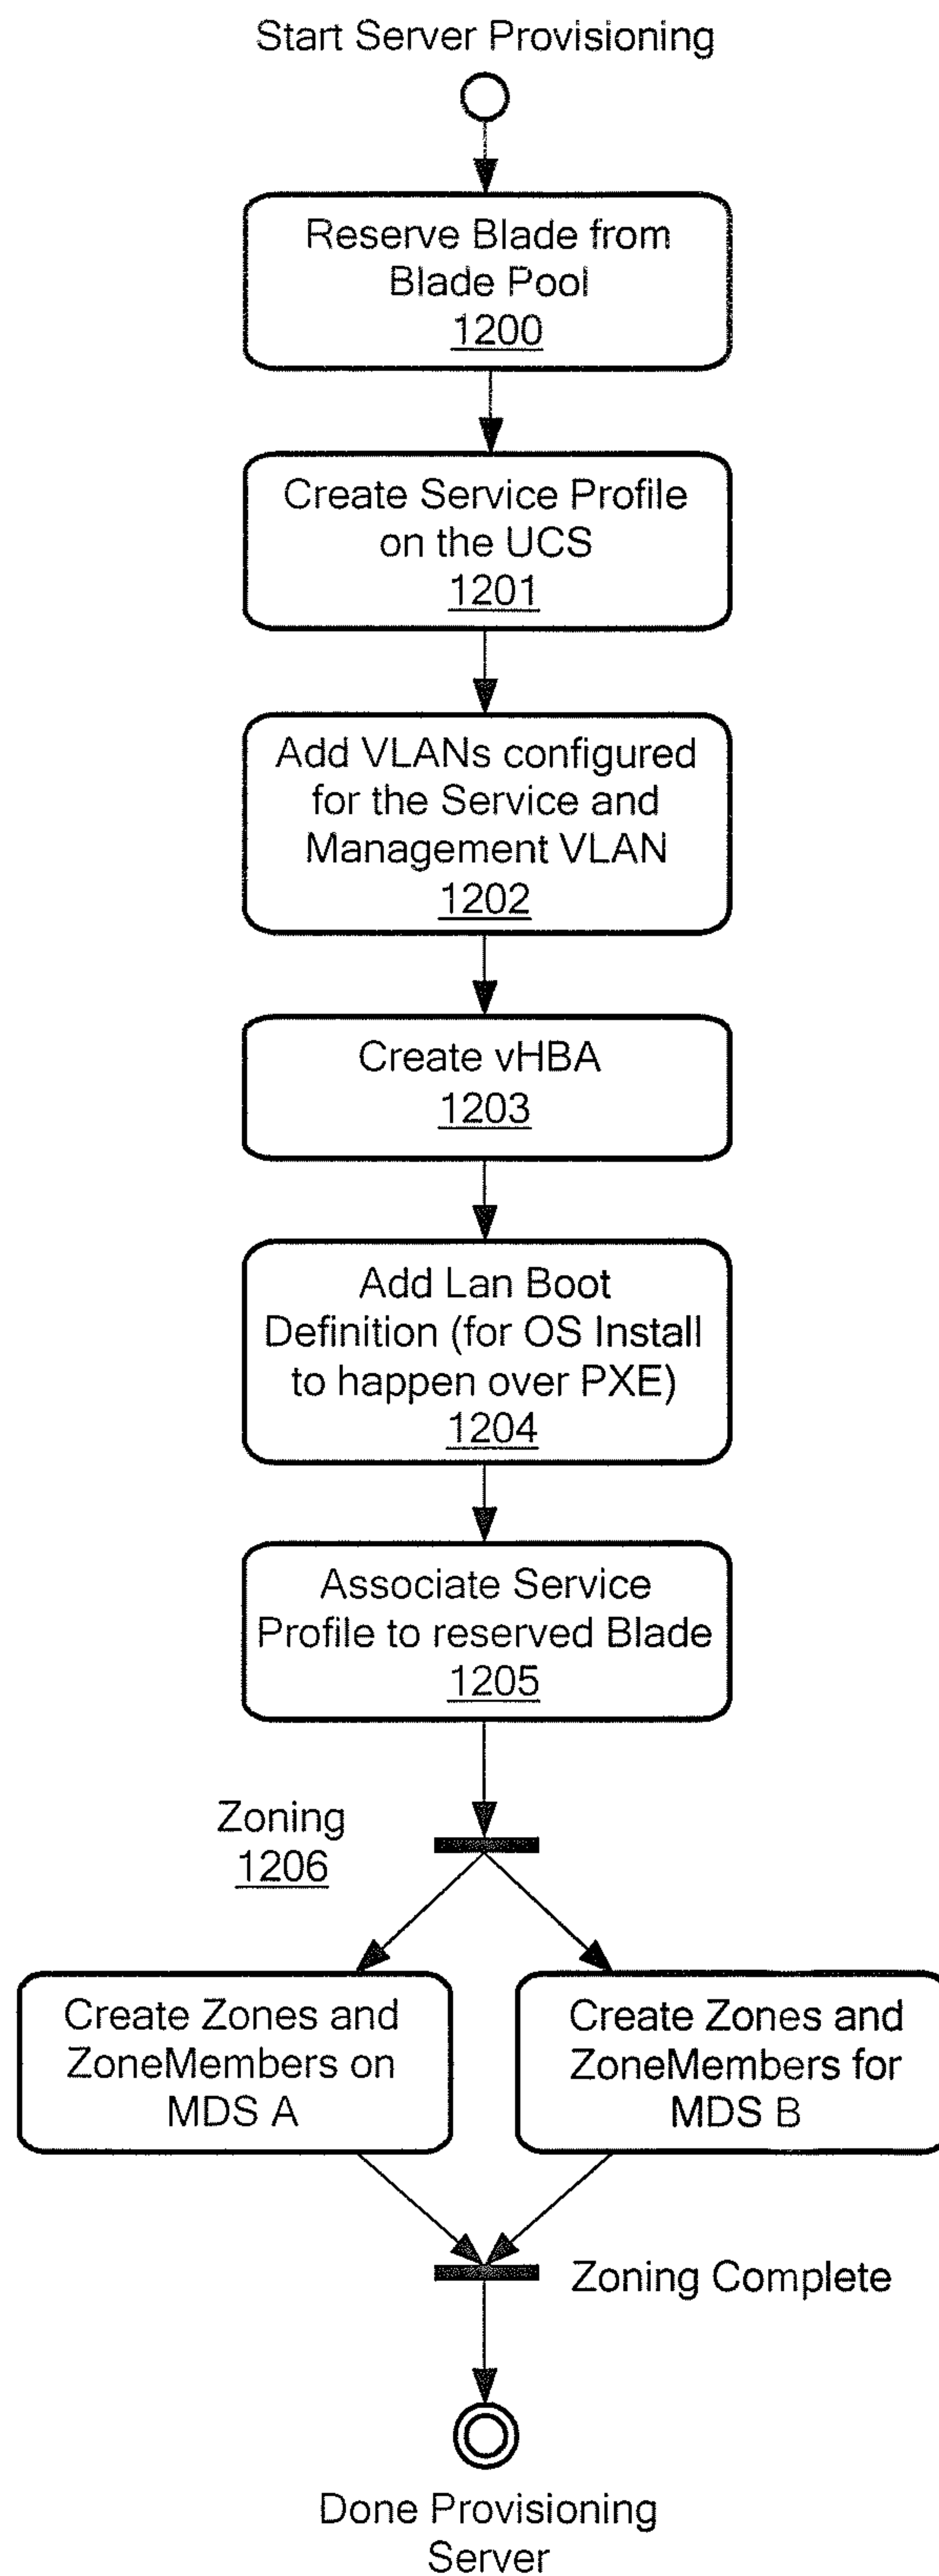 Start Server Provisioning
Reserve Blade from
Blade Pool
1200
Create Service Profile
on the UCS
1201
Add VLANs configured
for the Service and
Management VLAN
1202
Create vHBA
1203
Add Lan Boot
Definition (for OS Install
to happen over PXE)
1204
Associate Service
Profile to reserved Blade
1205
Zoning
1206
Create Zones and
ZoneMembers on
MDS A
Create Zones and
ZoneMembers for
MDS B
Zoning Complete
Done Provisioning
Server